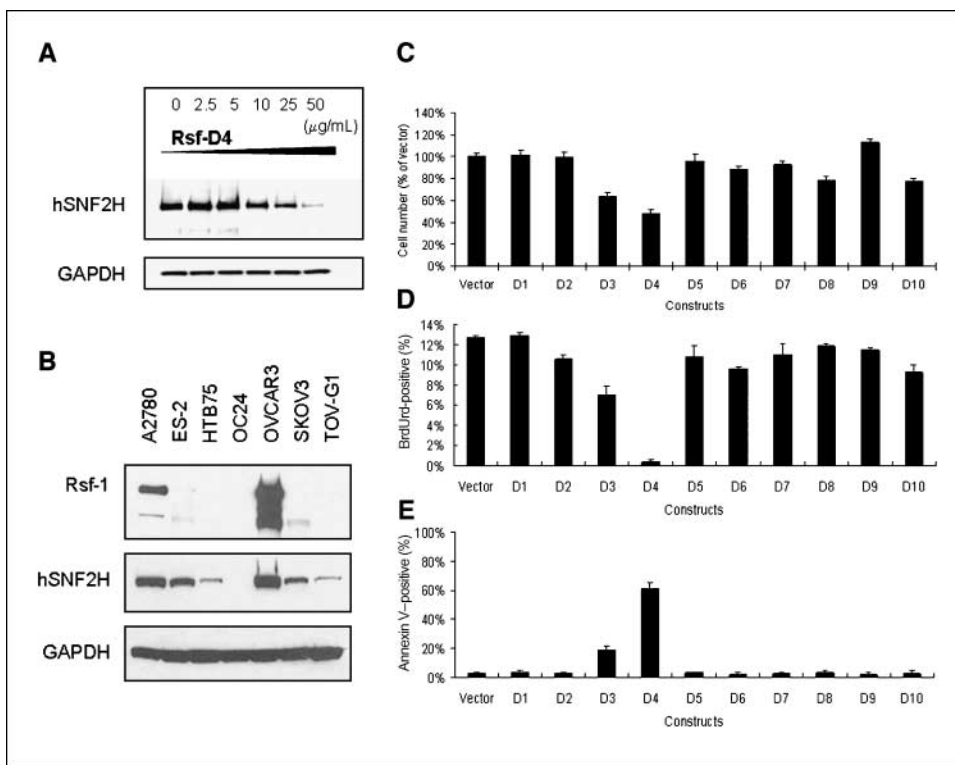 A
0 2.5 5 10 25 50
(μg/mL)
Rsf-D4
hSNF2H
GAPDH
B
A2780
ES-2
HTB75
OC24
OVCAR3
SKOV3
TOV-G1
Rsf-1
hSNF2H
GAPDH
C
Cell number (% of vector)
140%
120%
100%
80%
60%
40%
20%
0%
Vector D1 D2 D3 D4 D5 D6 D7 D8 D9 D10
Constructs
D
BrdUrd-positive (%)
14%
12%
10%
8%
6%
4%
2%
0%
Vector D1 D2 D3 D4 D5 D6 D7 D8 D9 D10
Constructs
E
Annexin V–positive (%)
100%
80%
60%
40%
20%
0%
Vector D1 D2 D3 D4 D5 D6 D7 D8 D9 D10
Constructs